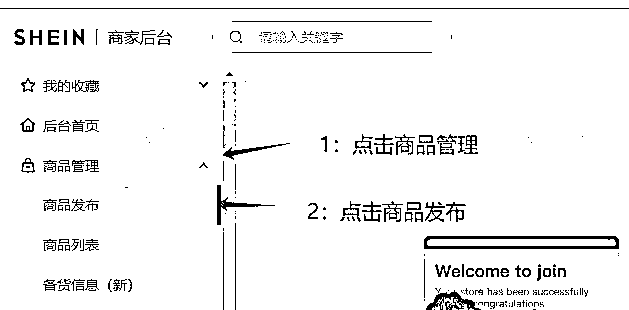 SHEIN | 商家后台
请输入关键字
我的收藏
后台首页
1：点击商品管理
商品管理
商品发布
2：点击商品发布
商品列表
备货信息（新）
Welcome to join
store has been successfully
congratulations